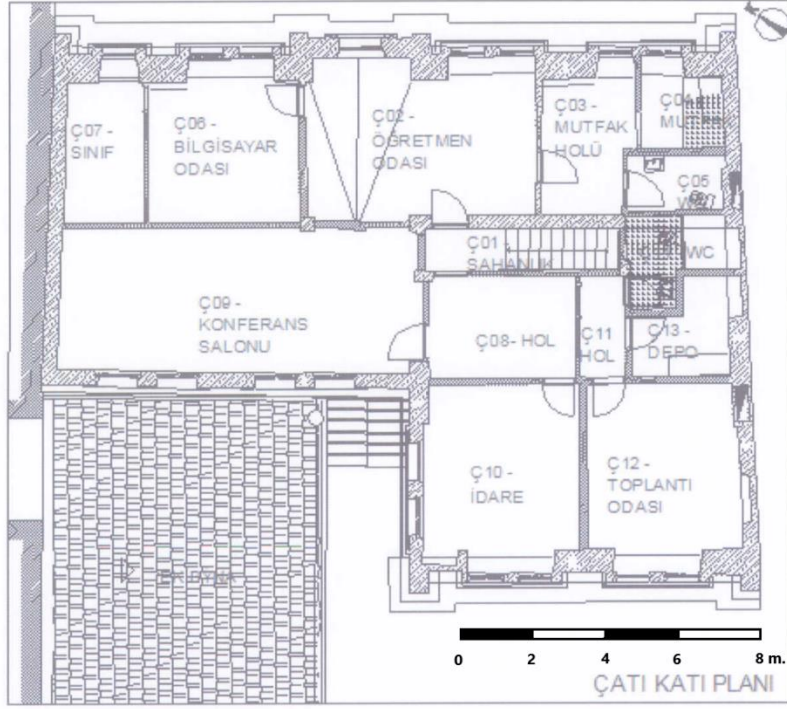 Ç07 -
SINIF
Ç06 -
BİLGİSAYAR
ODASI
Ç02 -
ÖĞRETMEN
ODASI
Ç03 -
MUTFAK
HOLÜ
Ç04 -
Ç05
Ç01 -
SAHANLIK
WC
Ç09 -
KONFERANS
SALONU
Ç08- HOL
Ç11
HOL
Ç13 -
DEPO
Ç10 -
İDARE
Ç12 -
TOPLANTI
ODASI
0 2 4 6 8 m.
ÇATI KATI PLANI